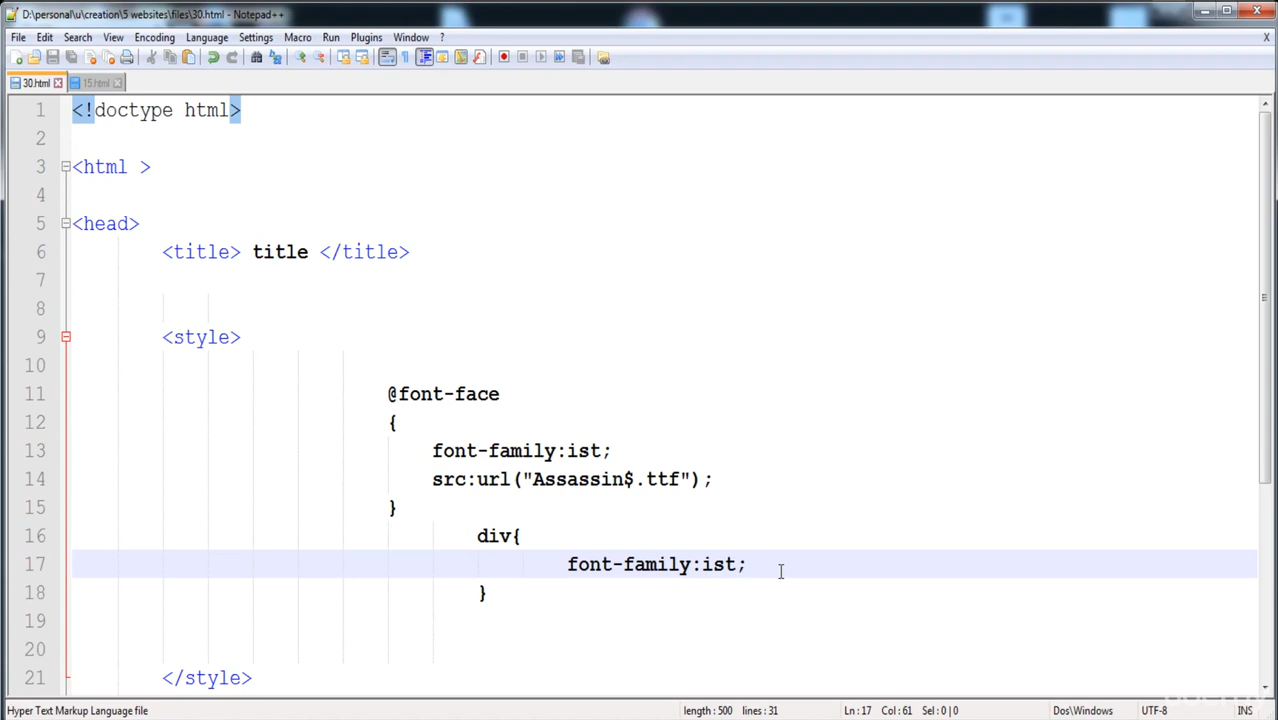 D:\personal\u\creation\5 websites\files\30.html - Notepad++
File Edit Search View Encoding Language Settings Macro Run Plugins Window ? X
30.html 15.html
1 <!doctype html>
2
3 <html >
4
5 <head>
6 <title> title </title>
7
8
9 <style>
10
11 @font-face
12 {
13 font-family:ist;
14 src:url("Assassin$.ttf");
15 }
16 div{
17 font-family:ist;
18 }
19
20
21 </style>
Hyper Text Markup Language file length : 500 lines : 31 Ln : 17 Col : 61 Sel : 0 | 0 Dos\Windows UTF-8 INS